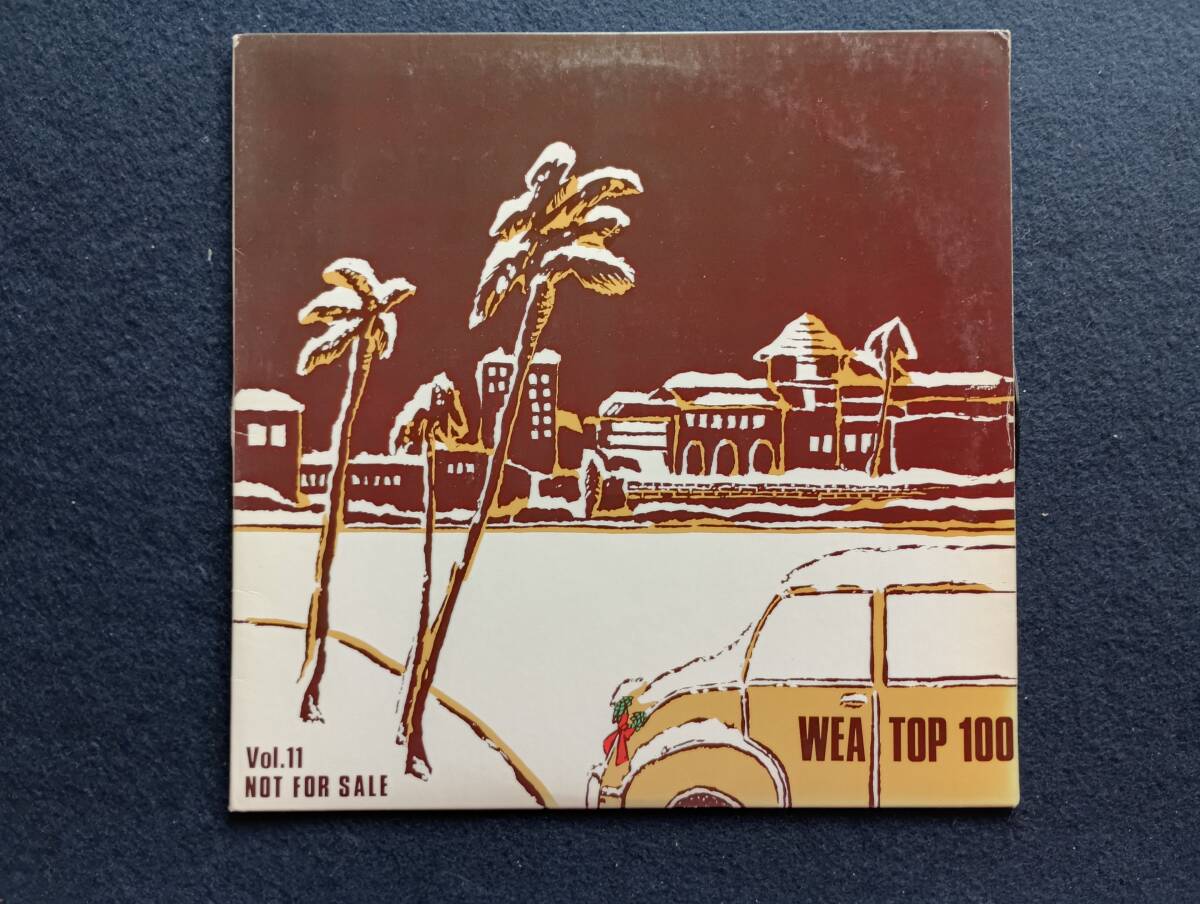 WEA TOP 100
Vol.11
NOT FOR SALE